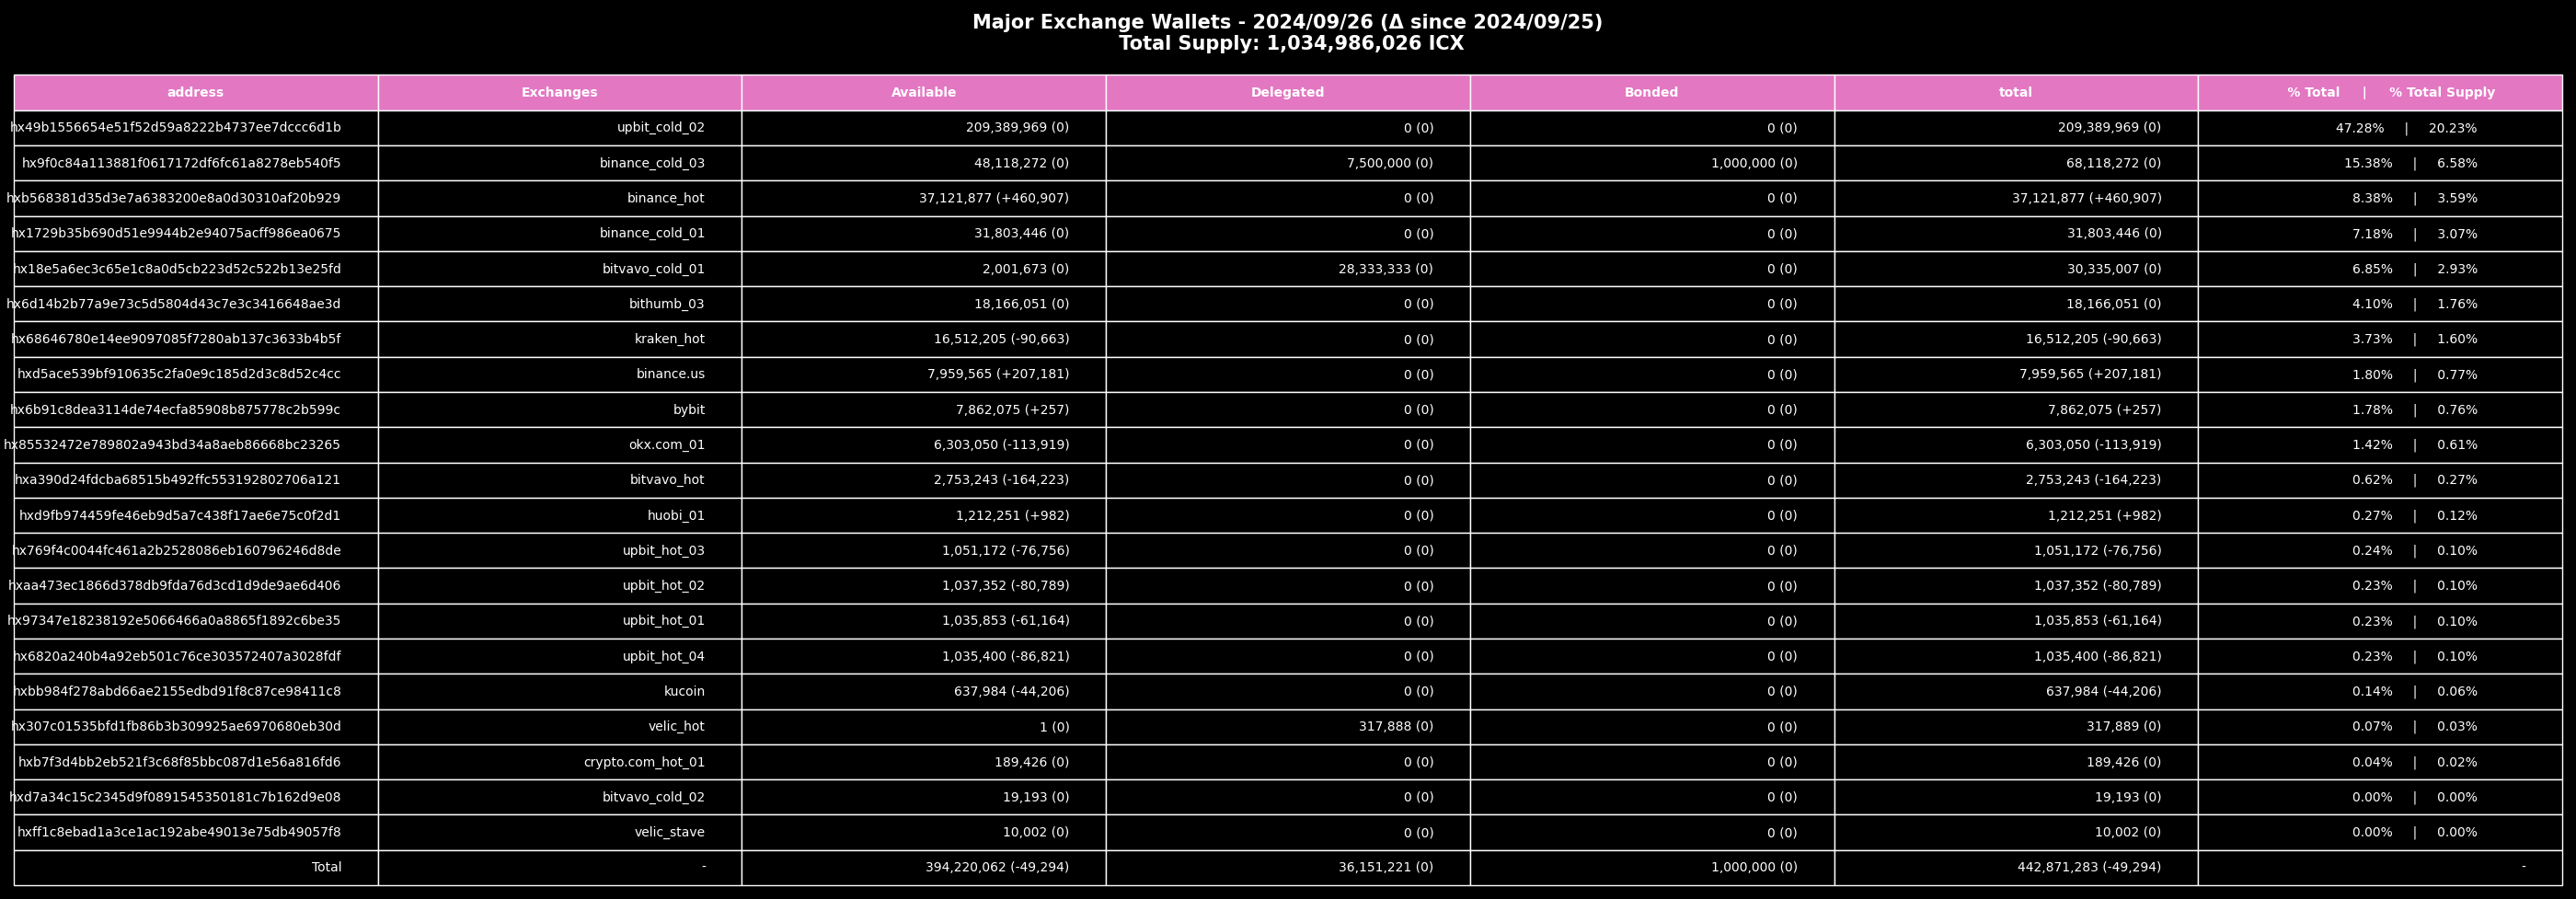 Major Exchange Wallets - 2024/09/26 (Δ since 2024/09/25)
Total Supply: 1,034,986,026 ICX
address Exchanges Available Delegated Bonded total % Total | % Total Supply
hx49b1556654e51f52d59a8222b4737ee7dccc6d1b upbit_cold_02 209,389,969 (0) 0 (0) 0 (0) 209,389,969 (0) 47.28% | 20.23%
hx9f0c84a113881f0617172df6fc61a8278eb540f5 binance_cold_03 48,118,272 (0) 7,500,000 (0) 1,000,000 (0) 68,118,272 (0) 15.38% | 6.58%
hxb568381d35d3e7a6383200e8a0d30310af20b929 binance_hot 37,121,877 (+460,907) 0 (0) 0 (0) 37,121,877 (+460,907) 8.38% | 3.59%
hx1729b35b690d51e9944b2e94075acff986ea0675 binance_cold_01 31,803,446 (0) 0 (0) 0 (0) 31,803,446 (0) 7.18% | 3.07%
hx18e5a6ec3c65e1c8a0d5cb223d52c522b13e25fd bitvavo_cold_01 2,001,673 (0) 28,333,333 (0) 0 (0) 30,335,007 (0) 6.85% | 2.93%
hx6d14b2b77a9e73c5d5804d43c7e3c3416648ae3d bithumb_03 18,166,051 (0) 0 (0) 0 (0) 18,166,051 (0) 4.10% | 1.76%
hx68646780e14ee9097085f7280ab137c3633b4b5f kraken_hot 16,512,205 (-90,663) 0 (0) 0 (0) 16,512,205 (-90,663) 3.73% | 1.60%
hxd5ace539bf910635c2fa0e9c185d2d3c8d52c4cc binance.us 7,959,565 (+207,181) 0 (0) 0 (0) 7,959,565 (+207,181) 1.80% | 0.77%
hx6b91c8dea3114de74ecfa85908b875778c2b599c bybit 7,862,075 (+257) 0 (0) 0 (0) 7,862,075 (+257) 1.78% | 0.76%
hx85532472e789802a943bd34a8aeb86668bc23265 okx.com_01 6,303,050 (-113,919) 0 (0) 0 (0) 6,303,050 (-113,919) 1.42% | 0.61%
hxa390d24fdcba68515b492ffc553192802706a121 bitvavo_hot 2,753,243 (-164,223) 0 (0) 0 (0) 2,753,243 (-164,223) 0.62% | 0.27%
hxd9fb974459fe46eb9d5a7c438f17ae6e75c0f2d1 huobi_01 1,212,251 (+982) 0 (0) 0 (0) 1,212,251 (+982) 0.27% | 0.12%
hx769f4c0044fc461a2b2528086eb160796246d8de upbit_hot_03 1,051,172 (-76,756) 0 (0) 0 (0) 1,051,172 (-76,756) 0.24% | 0.10%
hxaa473ec1866d378db9fda76d3cd1d9de9ae6d406 upbit_hot_02 1,037,352 (-80,789) 0 (0) 0 (0) 1,037,352 (-80,789) 0.23% | 0.10%
hx97347e18238192e5066466a0a8865f1892c6be35 upbit_hot_01 1,035,853 (-61,164) 0 (0) 0 (0) 1,035,853 (-61,164) 0.23% | 0.10%
hx6820a240b4a92eb501c76ce303572407a3028fdf upbit_hot_04 1,035,400 (-86,821) 0 (0) 0 (0) 1,035,400 (-86,821) 0.23% | 0.10%
hxbb984f278abd66ae2155edbd91f8c87ce98411c8 kucoin 637,984 (-44,206) 0 (0) 0 (0) 637,984 (-44,206) 0.14% | 0.06%
hx307c01535bfd1fb86b3b309925ae6970680eb30d velic_hot 1 (0) 317,888 (0) 0 (0) 317,889 (0) 0.07% | 0.03%
hxb7f3d4bb2eb521f3c68f85bbc087d1e56a816fd6 crypto.com_hot_01 189,426 (0) 0 (0) 0 (0) 189,426 (0) 0.04% | 0.02%
hxd7a34c15c2345d9f0891545350181c7b162d9e08 bitvavo_cold_02 19,193 (0) 0 (0) 0 (0) 19,193 (0) 0.00% | 0.00%
hxff1c8ebad1a3ce1ac192abe49013e75db49057f8 velic_stave 10,002 (0) 0 (0) 0 (0) 10,002 (0) 0.00% | 0.00%
Total - 394,220,062 (-49,294) 36,151,221 (0) 1,000,000 (0) 442,871,283 (-49,294) -